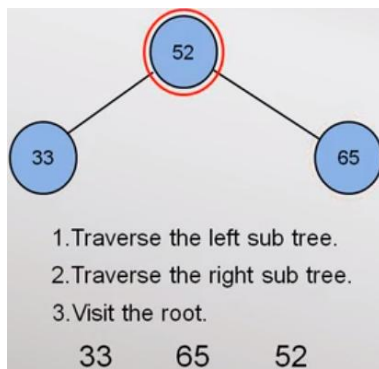 52
33 65
1.Traverse the left sub tree.
2.Traverse the right sub tree.
3.Visit the root.
33 65 52